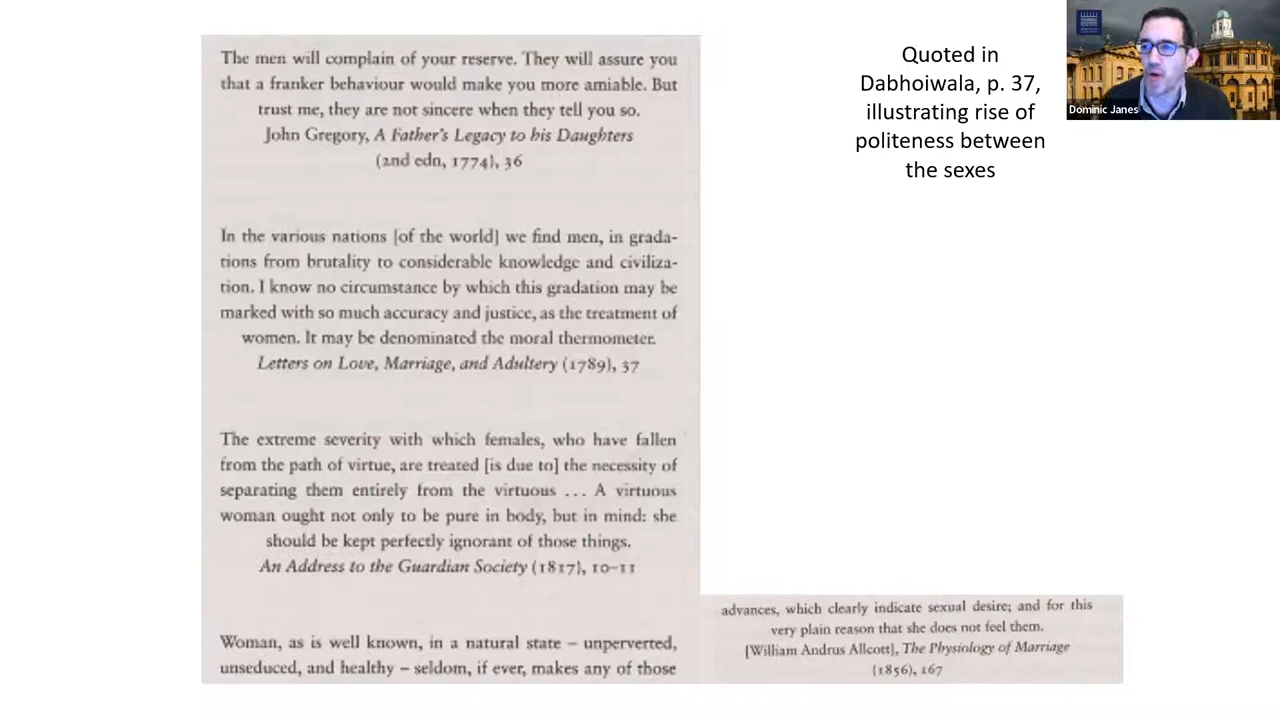 The men will complain of your reserve. They will assure you
that a franker behaviour would make you more amiable. But
trust me, they are not sincere when they tell you so.
John Gregory, A Father's Legacy to his Daughters
(2nd edn, 1774), 36
In the various nations [of the world] we find men, in grada-
tions from brutality to considerable knowledge and civiliza-
tion. I know no circumstance by which this gradation may be
marked with so much accuracy and justice, as the treatment of
women. It may be denominated the moral thermometer.
Letters on Love, Marriage, and Adultery (1789), 37
The extreme severity with which females, who have fallen
from the path of virtue, are treated [is due to] the necessity of
separating them entirely from the virtuous ... A virtuous
woman ought not only to be pure in body, but in mind: she
should be kept perfectly ignorant of those things.
An Address to the Guardian Society (1817), 10–11
Woman, as is well known, in a natural state – unperverted,
unseduced, and healthy – seldom, if ever, makes any of those
advances, which clearly indicate sexual desire; and for this
very plain reason that she does not feel them.
[William Andrus Allcott], The Physiology of Marriage
(1856), 167
Quoted in
Dabhoiwala, p. 37,
illustrating rise of
politeness between
the sexes
Dominic Janes